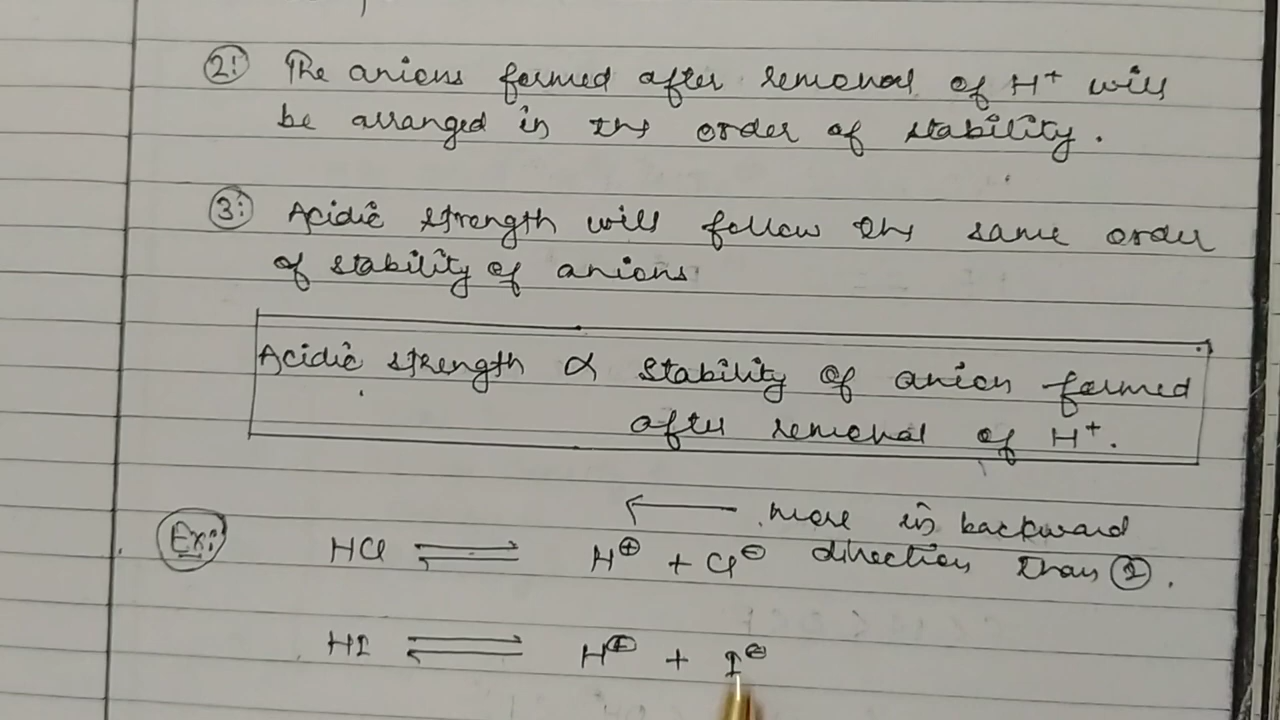 ②: The anions formed after removal of H⁺ will
be arranged in the order of stability.
③: Acidic strength will follow the same order
of stability of anions
Acidic strength ∝ stability of anion formed
after removal of H⁺.
← more in backward
Ex: HCl ⇌ H⊕ + Cl⊖ direction than ②.
HI ⇌ H⊕ + I⊖